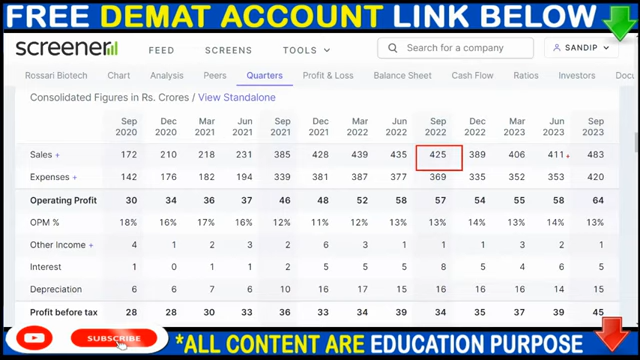 FREE DEMAT ACCOUNT LINK BELOW
screener FEED SCREENS TOOLS Search for a company SANDIP
Rossari Biotech Chart Analysis Peers Quarters Profit & Loss Balance Sheet Cash Flow Ratios Investors
Consolidated Figures in Rs. Crores / View Standalone
Sep 2020 Dec 2020 Mar 2021 Jun 2021 Sep 2021 Dec 2021 Mar 2022 Jun 2022 Sep 2022 Dec 2022 Mar 2023 Jun 2023 Sep 2023
Sales + 172 210 218 231 385 428 439 435 425 389 406 411 483
Expenses + 142 176 182 194 339 381 387 377 369 335 352 353 420
Operating Profit 30 34 36 37 46 48 52 58 57 54 55 58 64
OPM % 18% 16% 17% 16% 12% 11% 12% 13% 13% 14% 13% 14% 13%
Other Income + 4 1 2 3 2 6 3 1 1 1 3 2 1
Interest 1 0 1 1 2 5 5 5 8 5 4 6 5
Depreciation 6 6 7 6 10 16 17 15 16 16 16 14 15
Profit before tax 28 28 30 33 36 33 33 39 34 34 37 39 45
SUBSCRIBE *ALL CONTENT ARE EDUCATION PURPOSE